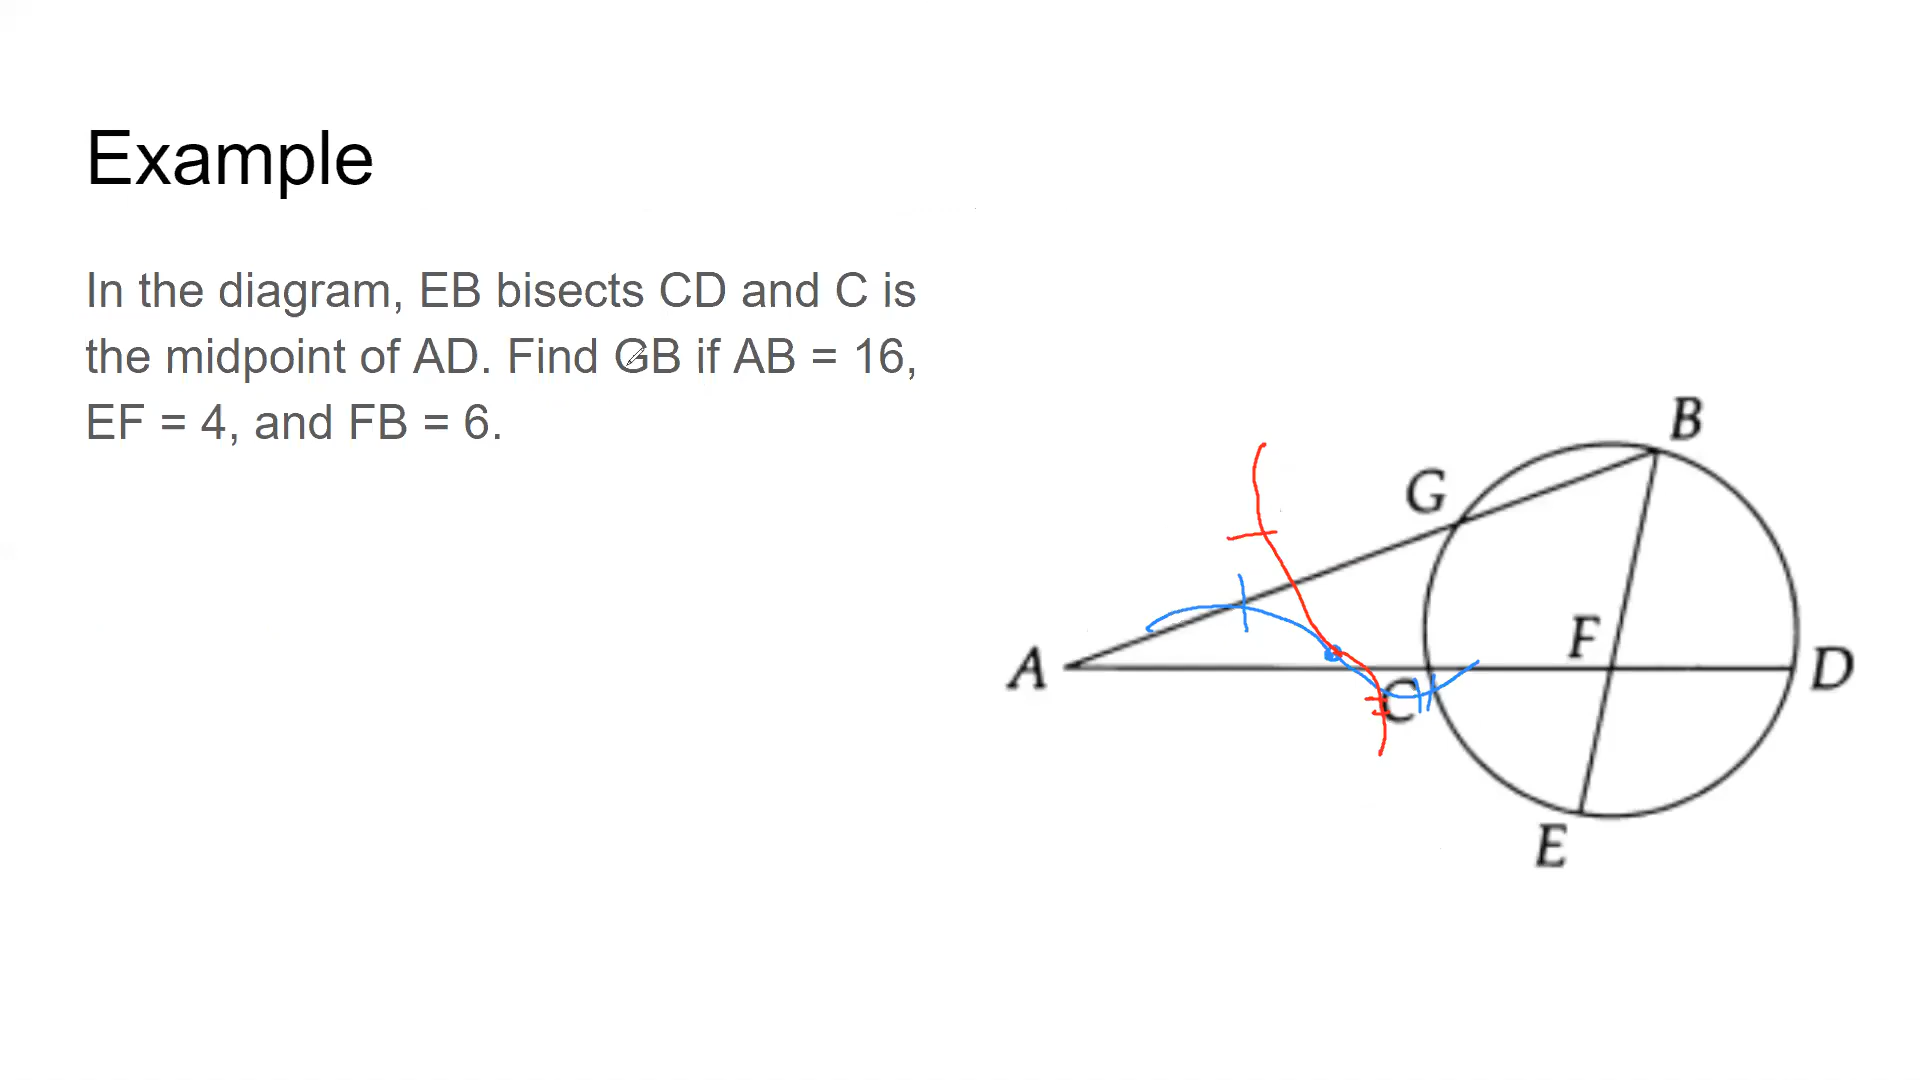 Example
In the diagram, EB bisects CD and C is
the midpoint of AD. Find GB if AB = 16,
EF = 4, and FB = 6.
B
G
F
A
D
C
E